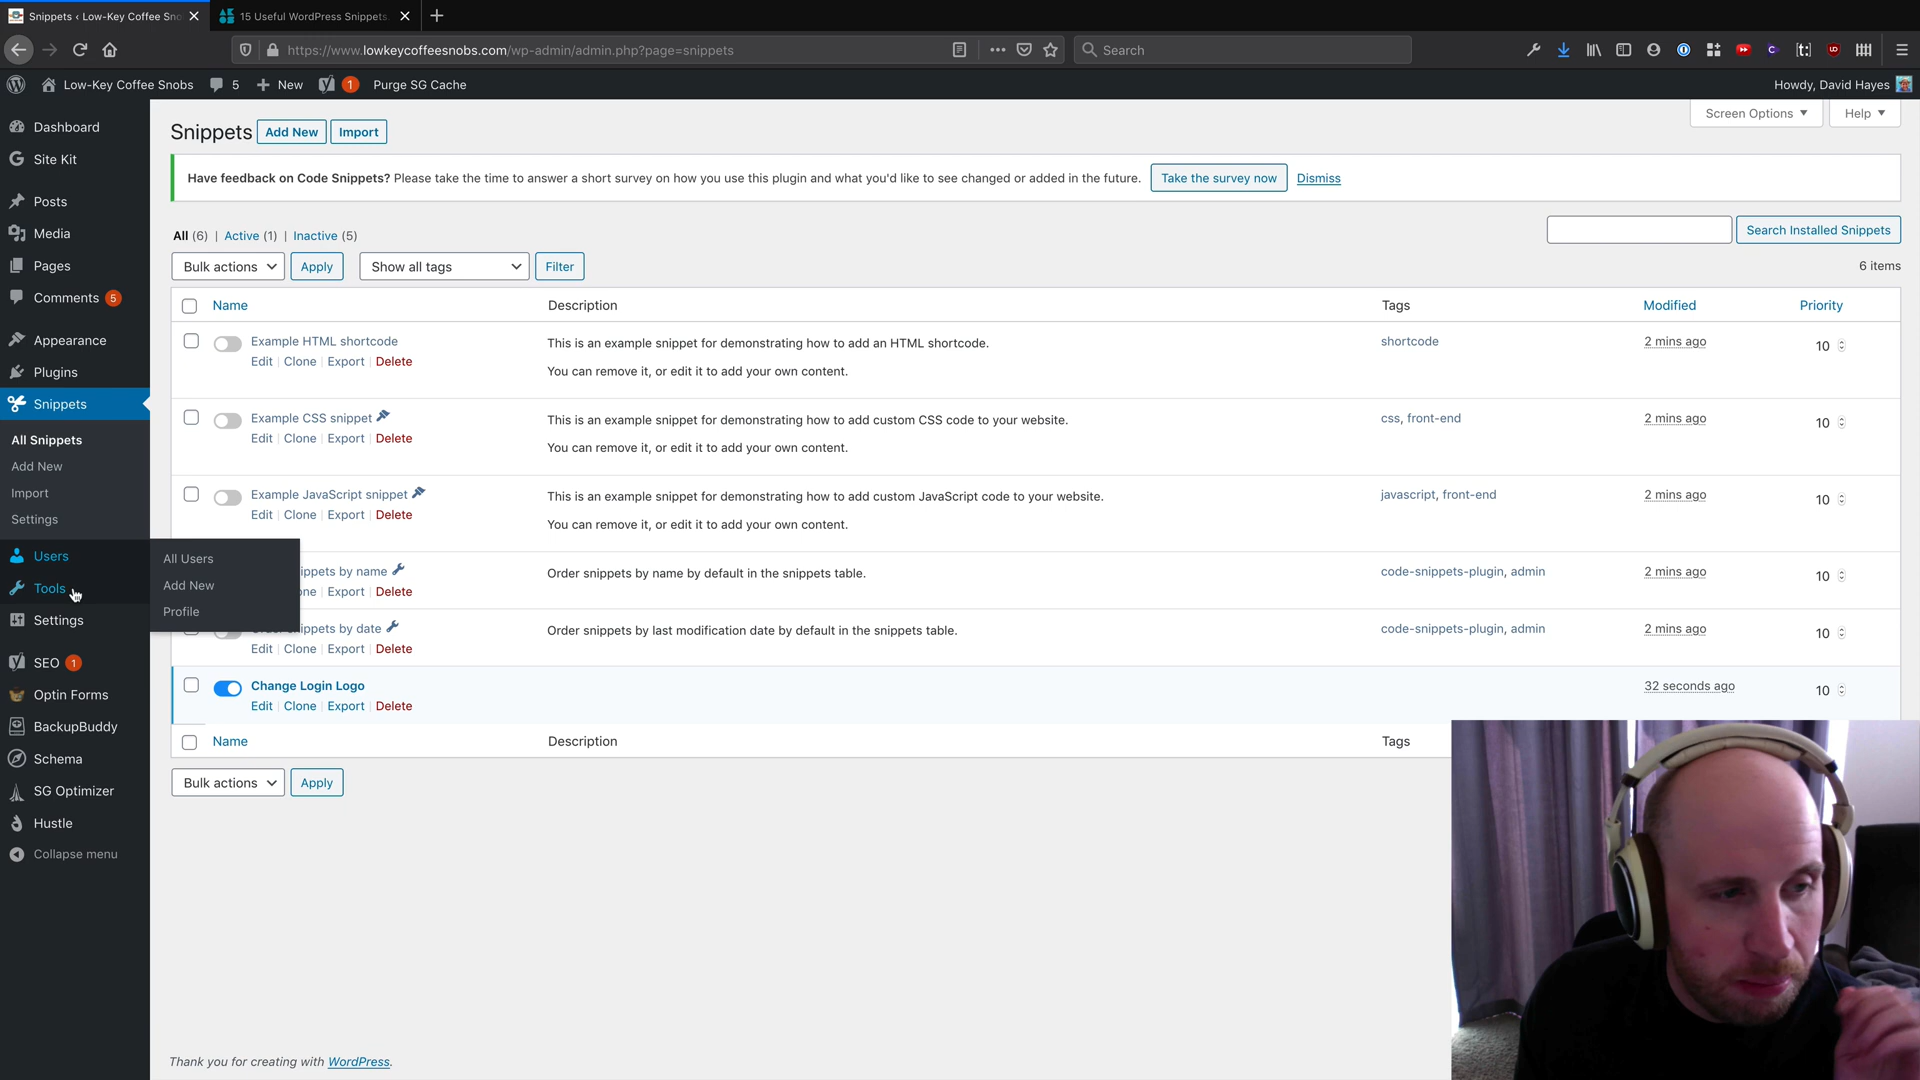 Snippets ‹ Low-Key Coffee Sno
15 Useful WordPress Snippets
https://www.lowkeycoffeesnobs.com/wp-admin/admin.php?page=snippets
Search
Low-Key Coffee Snobs
5
New
1
Purge SG Cache
Howdy, David Hayes
Dashboard
Site Kit
Posts
Media
Pages
Comments 5
Appearance
Plugins
Snippets
All Snippets
Add New
Import
Settings
Users
Tools
Settings
SEO 1
Optin Forms
BackupBuddy
Schema
SG Optimizer
Hustle
Collapse menu
All Users
Add New
Profile
Snippets
Add New
Import
Screen Options
Help
Have feedback on Code Snippets? Please take the time to answer a short survey on how you use this plugin and what you'd like to see changed or added in the future.
Take the survey now
Dismiss
All (6) | Active (1) | Inactive (5)
Search Installed Snippets
Bulk actions
Apply
Show all tags
Filter
6 items
Name
Description
Tags
Modified
Priority
Example HTML shortcode
Edit | Clone | Export | Delete
This is an example snippet for demonstrating how to add an HTML shortcode.
You can remove it, or edit it to add your own content.
shortcode
2 mins ago
10
Example CSS snippet
Edit | Clone | Export | Delete
This is an example snippet for demonstrating how to add custom CSS code to your website.
You can remove it, or edit it to add your own content.
css, front-end
2 mins ago
10
Example JavaScript snippet
Edit | Clone | Export | Delete
This is an example snippet for demonstrating how to add custom JavaScript code to your website.
You can remove it, or edit it to add your own content.
javascript, front-end
2 mins ago
10
ippets by name
one | Export | Delete
Order snippets by name by default in the snippets table.
code-snippets-plugin, admin
2 mins ago
10
Order snippets by date
Edit | Clone | Export | Delete
Order snippets by last modification date by default in the snippets table.
code-snippets-plugin, admin
2 mins ago
10
Change Login Logo
Edit | Clone | Export | Delete
32 seconds ago
10
Name
Description
Tags
Bulk actions
Apply
Thank you for creating with WordPress.